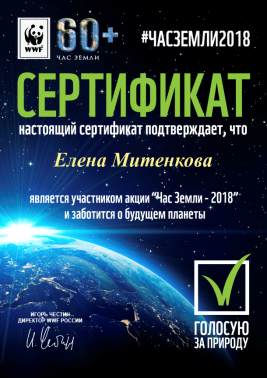 WWF
60+
ЧАС ЗЕМЛИ
#ЧАСЗЕМЛИ2018
СЕРТИФИКАТ
настоящий сертификат подтверждает, что
Елена Митенкова
является участником акции "Час Земли - 2018"
и заботится о будущем планеты
ИГОРЬ ЧЕСТИН
ДИРЕКТОР WWF РОССИИ
ГОЛОСУЮ
ЗА ПРИРОДУ